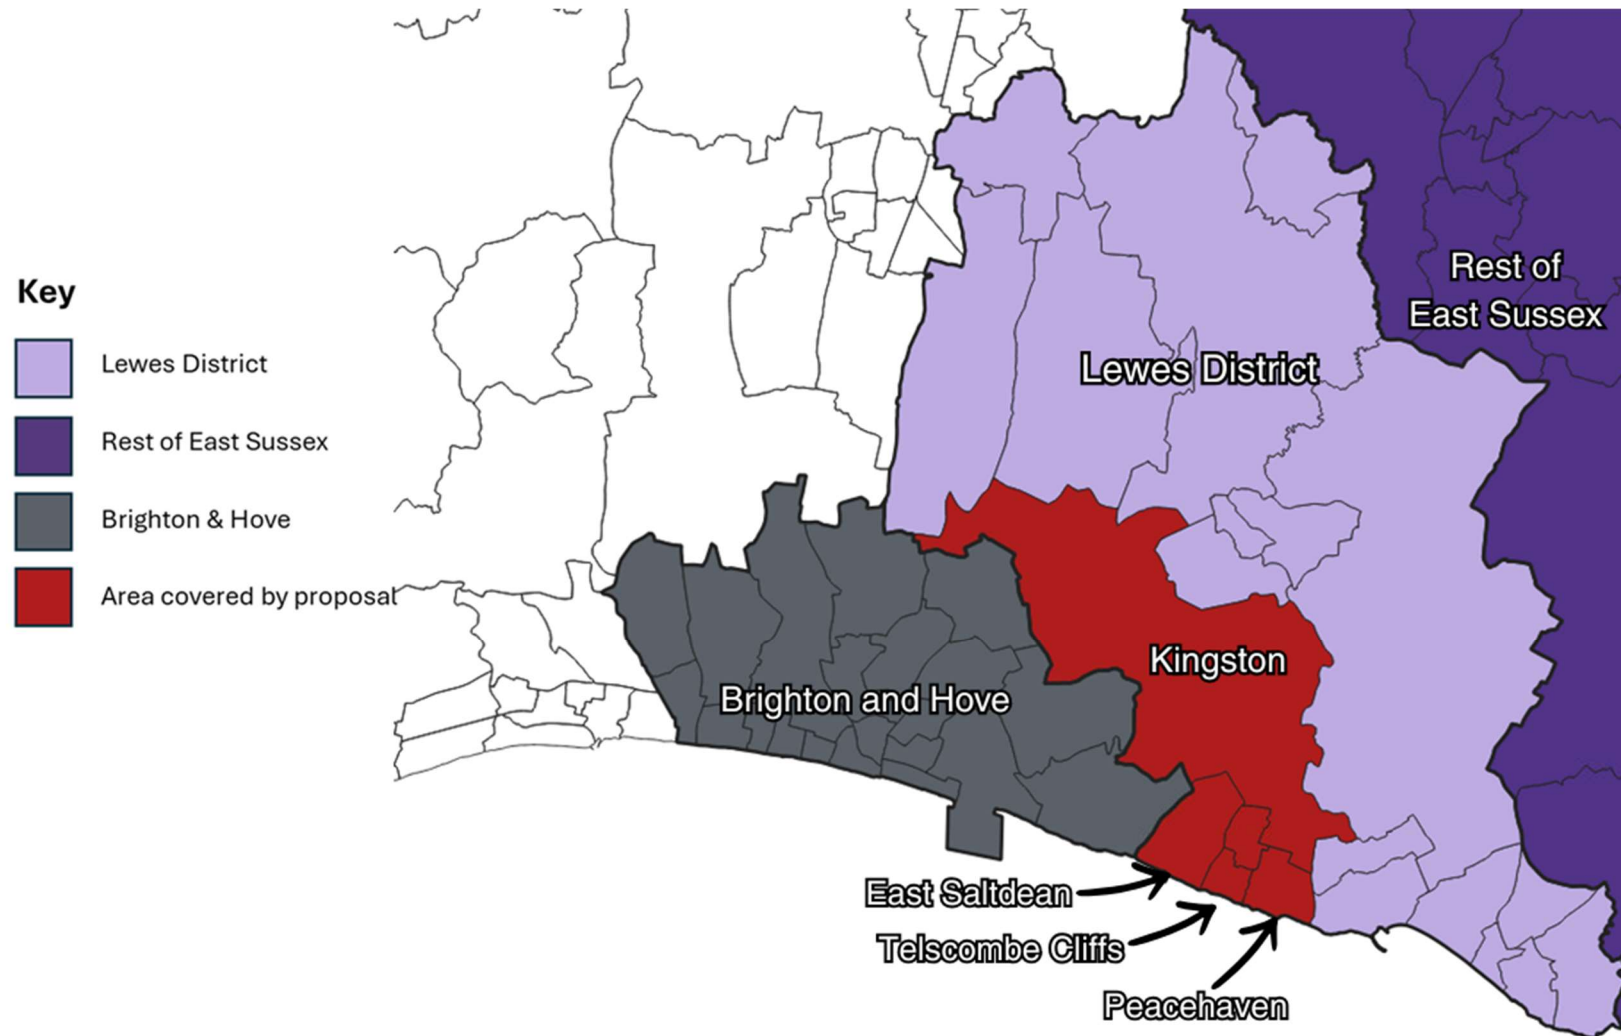 Key
Lewes District
Rest of East Sussex
Brighton & Hove
Area covered by proposal
Rest of
East Sussex
Lewes District
Kingston
Brighton and Hove
East Saltdean
Telscombe Cliffs
Peacehaven